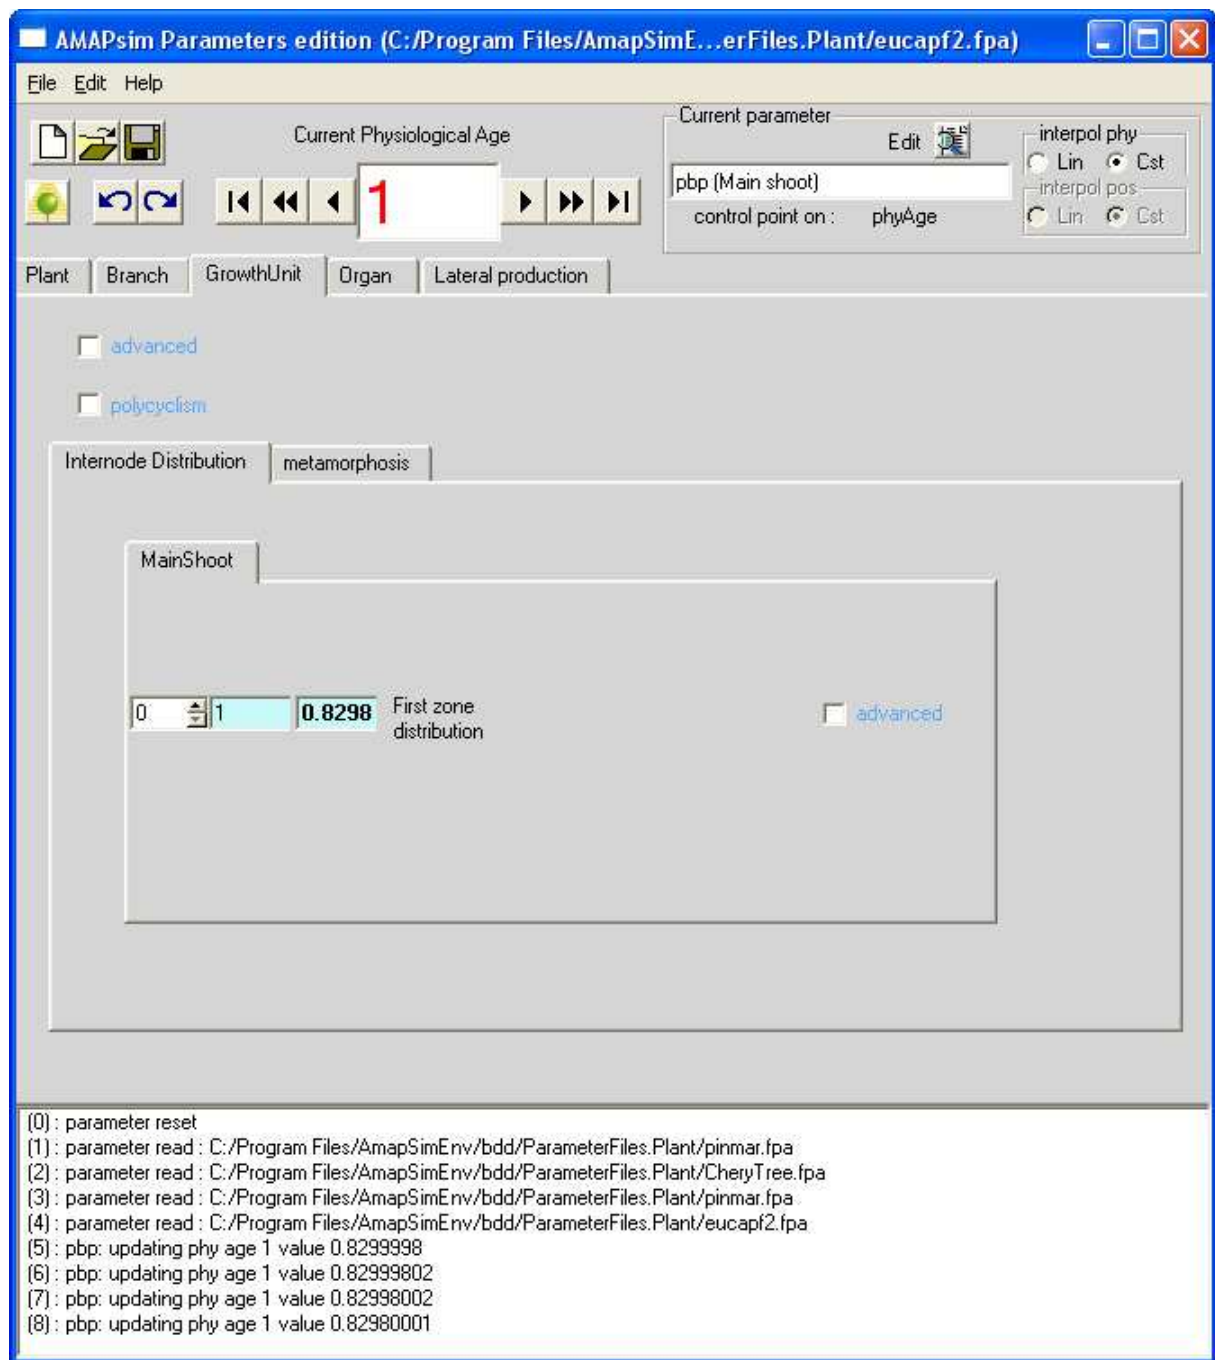 AMAPsim Parameters edition (C:/Program Files/AmapSimE...erFiles.Plant/eucapf2.fpa)
File Edit Help
Current Physiological Age
1
Current parameter
Edit
pbp (Main shoot)
control point on : phyAge
interpol phy
Lin Cst
interpol pos
Lin Cst
Plant Branch GrowthUnit Organ Lateral production
advanced
polycyclism
Internode Distribution metamorphosis
MainShoot
0 1 0.8298 First zone
distribution
advanced
(0) : parameter reset
(1) : parameter read : C:/Program Files/AmapSimEnv/bdd/ParameterFiles.Plant/pinmar.fpa
(2) : parameter read : C:/Program Files/AmapSimEnv/bdd/ParameterFiles.Plant/CheryTree.fpa
(3) : parameter read : C:/Program Files/AmapSimEnv/bdd/ParameterFiles.Plant/pinmar.fpa
(4) : parameter read : C:/Program Files/AmapSimEnv/bdd/ParameterFiles.Plant/eucapf2.fpa
(5) : pbp: updating phy age 1 value 0.8299998
(6) : pbp: updating phy age 1 value 0.82999802
(7) : pbp: updating phy age 1 value 0.82998002
(8) : pbp: updating phy age 1 value 0.82980001